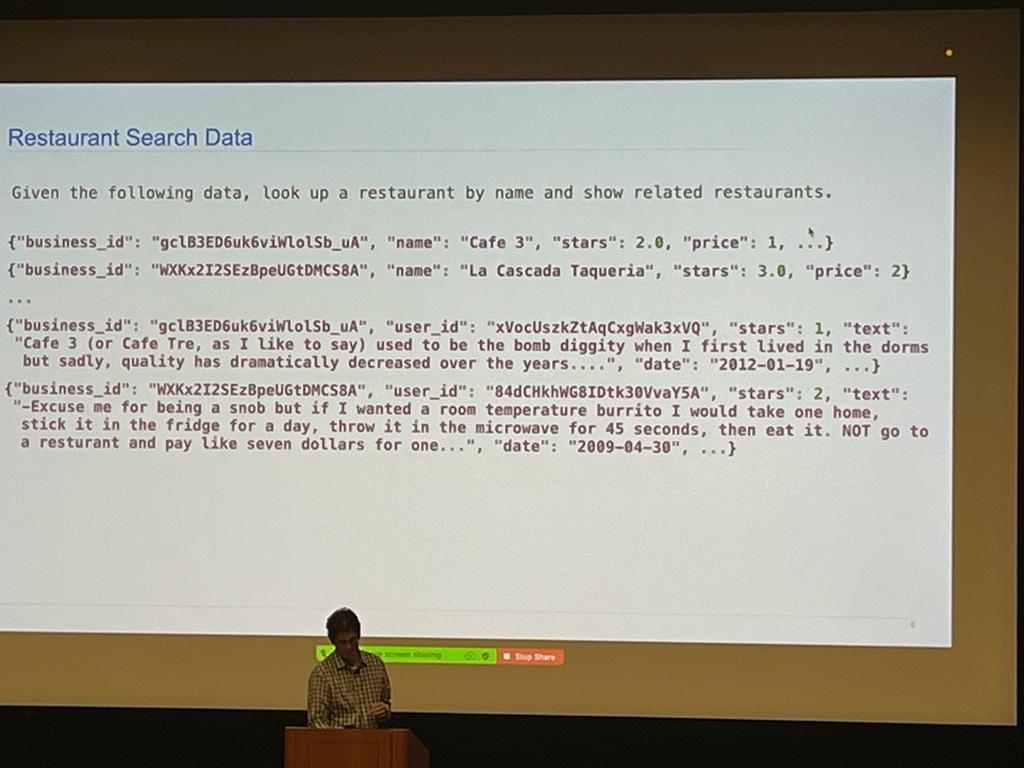 Restaurant Search Data
Given the following data, look up a restaurant by name and show related restaurants.
{"business_id": "gclB3ED6uk6viWlolSb_uA", "name": "Cafe 3", "stars": 2.0, "price": 1, ...}
{"business_id": "WXKx2I2SEzBpeUGtDMCS8A", "name": "La Cascada Taqueria", "stars": 3.0, "price": 2}
...
{"business_id": "gclB3ED6uk6viWlolSb_uA", "user_id": "xVocUszkZtAqCxgWak3xVQ", "stars": 1, "text":
"Cafe 3 (or Cafe Tre, as I like to say) used to be the bomb diggity when I first lived in the dorms
but sadly, quality has dramatically decreased over the years....", "date": "2012-01-19", ...}
{"business_id": "WXKx2I2SEzBpeUGtDMCS8A", "user_id": "84dCHkhWG8IDtk30VvaY5A", "stars": 2, "text":
"-Excuse me for being a snob but if I wanted a room temperature burrito I would take one home,
stick it in the fridge for a day, throw it in the microwave for 45 seconds, then eat it. NOT go to
a resturant and pay like seven dollars for one...", "date": "2009-04-30", ...}
screen sharing
Stop Share